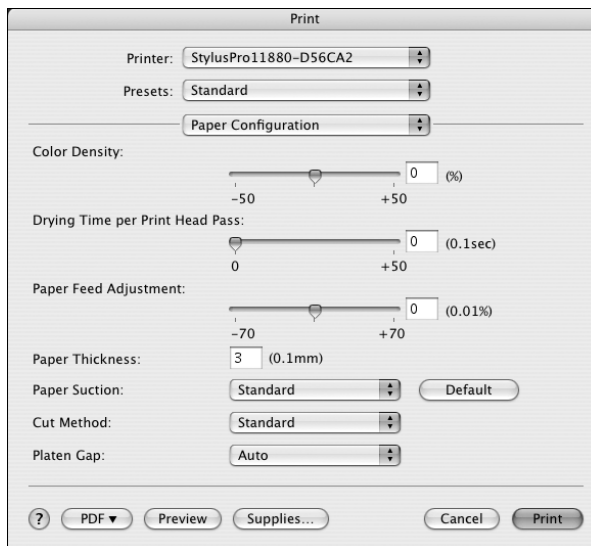 Print
Printer: StylusPro11880-D56CA2
Presets: Standard
Paper Configuration
Color Density:
0 (%)
-50 +50
Drying Time per Print Head Pass:
0 (0.1sec)
0 +50
Paper Feed Adjustment:
0 (0.01%)
-70 +70
Paper Thickness: 3 (0.1mm)
Paper Suction: Standard Default
Cut Method: Standard
Platen Gap: Auto
? PDF ▼ Preview Supplies... Cancel Print